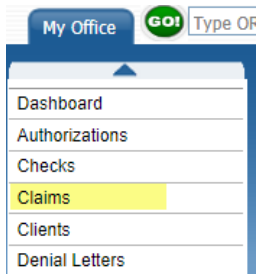 My Office GO! Type OR
Dashboard
Authorizations
Checks
Claims
Clients
Denial Letters